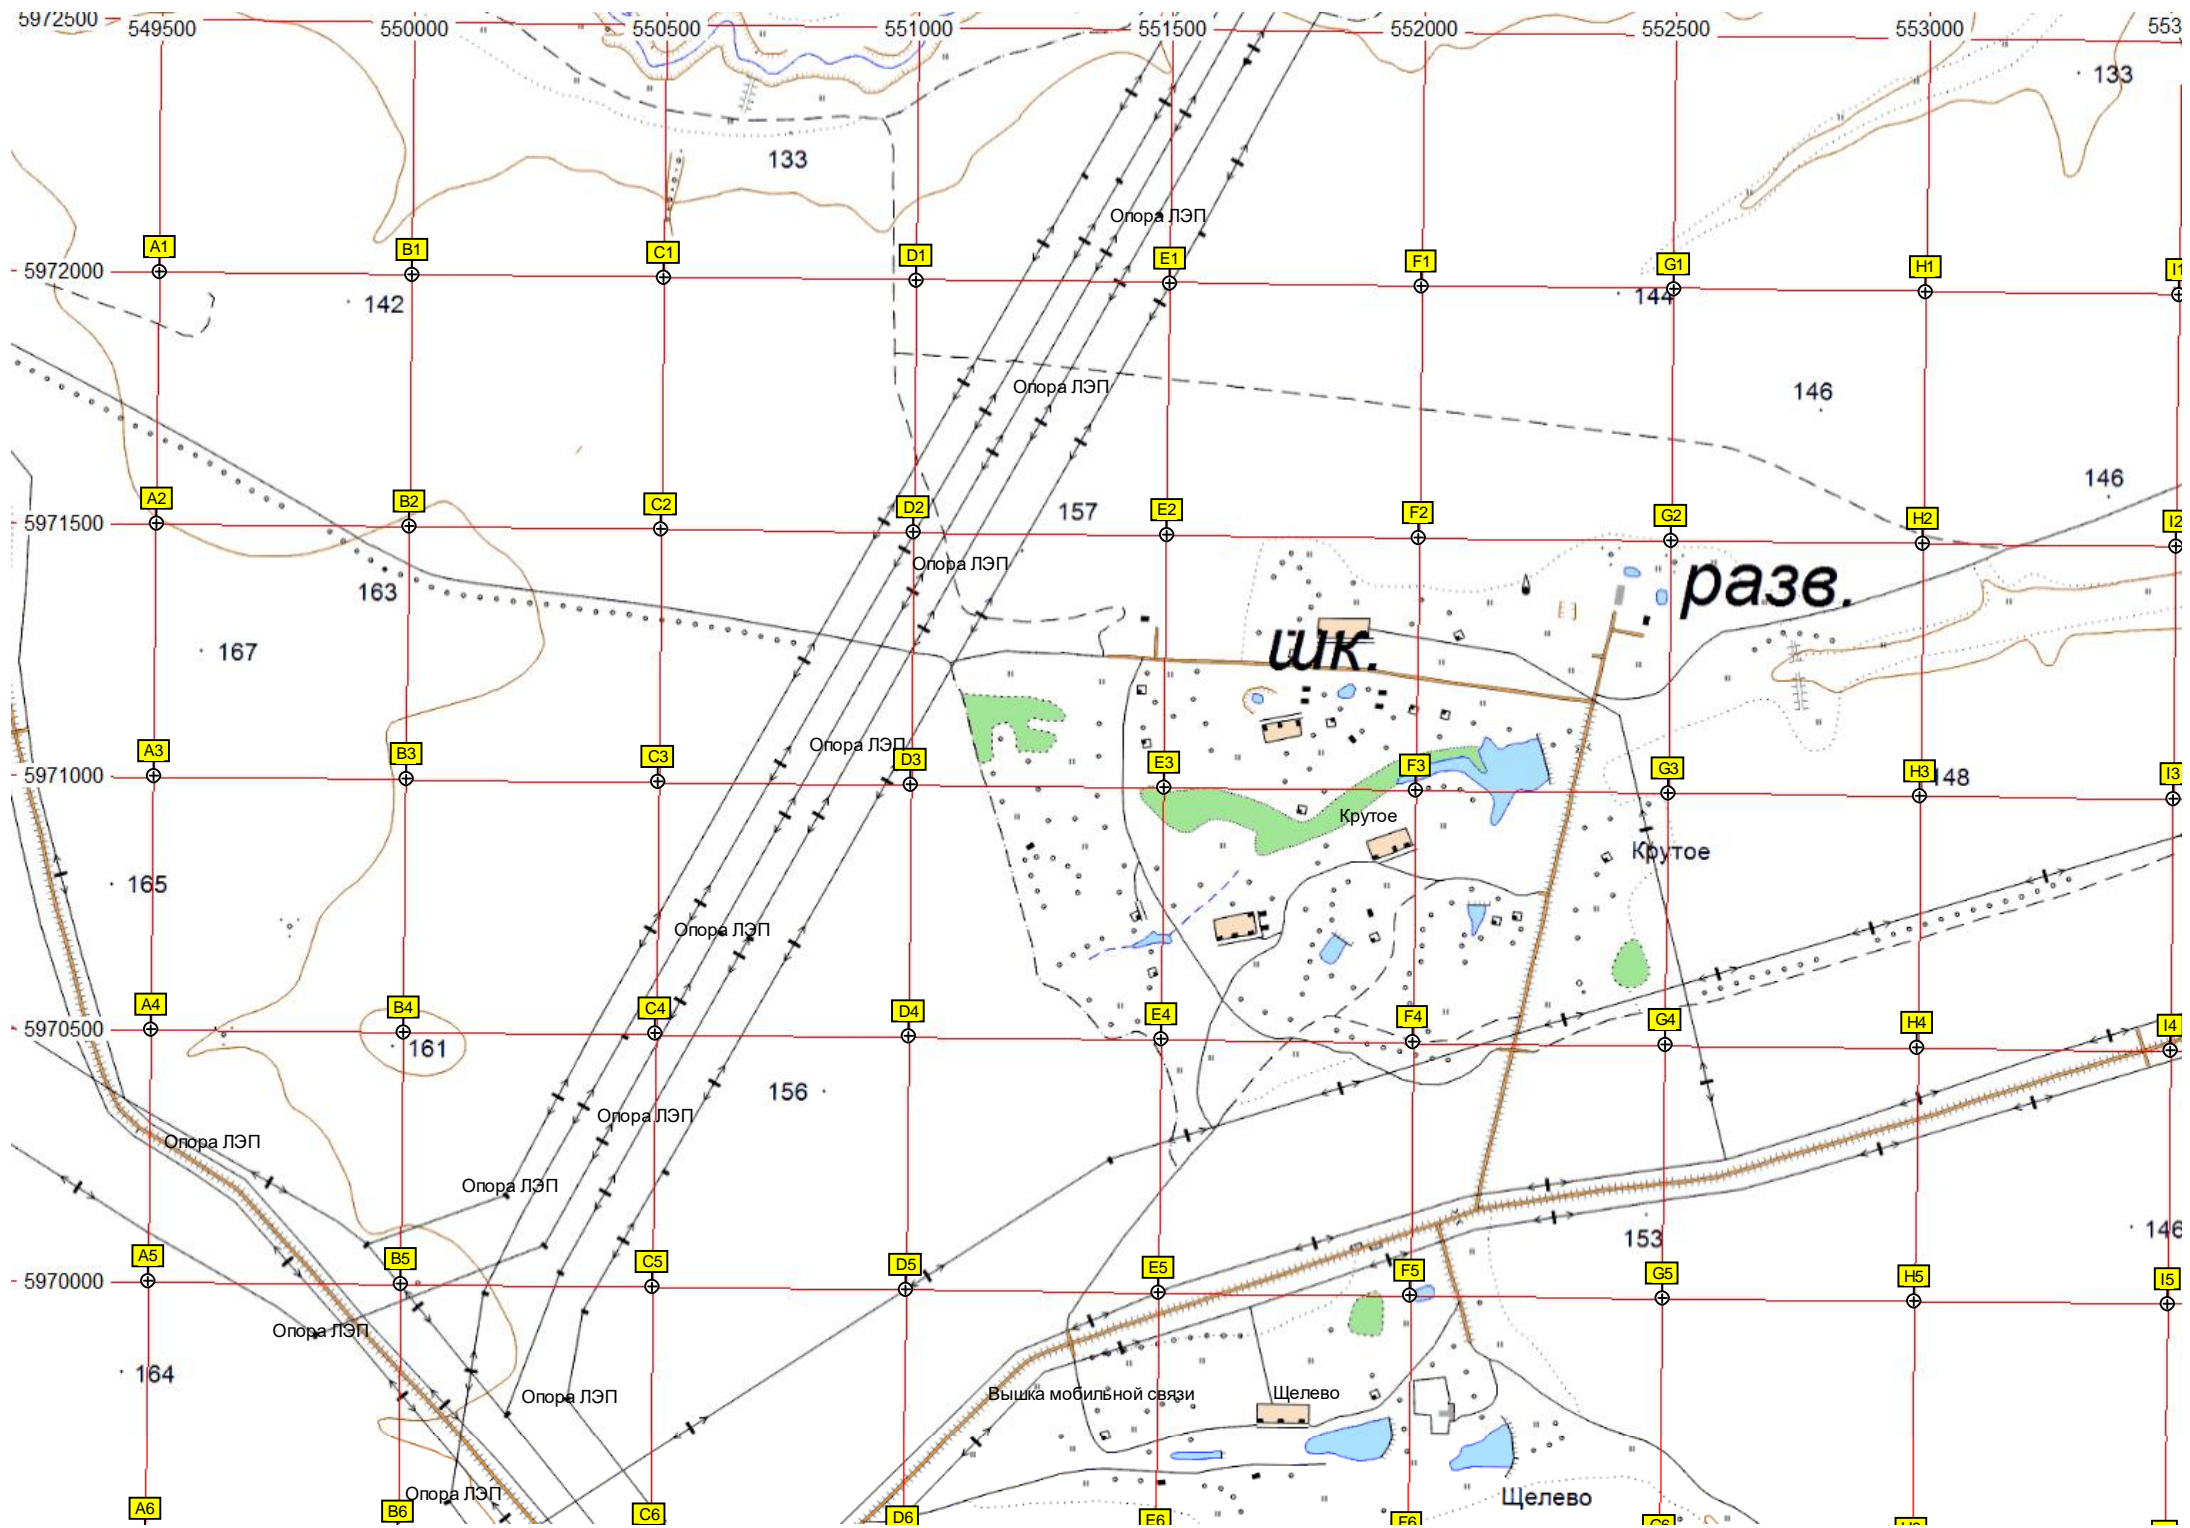 5972500
549500 550000 550500 551000 551500 552000 552500 553000 553
133
133
Опора ЛЭП
A1 B1 C1 D1 E1 F1 G1 H1 I1
5972000
142
144
Опора ЛЭП
146
146
A2 B2 C2 D2 E2 F2 G2 H2 I2
5971500
157
Опора ЛЭП
163
разв.
шк.
167
Опора ЛЭП
A3 B3 C3 D3 E3 F3 G3 H3 I3
5971000
148
Крутое
Крутое
165
Опора ЛЭП
A4 B4 C4 D4 E4 F4 G4 H4 I4
5970500
161
156
Опора ЛЭП
Опора ЛЭП
Опора ЛЭП
153
146
A5 B5 C5 D5 E5 F5 G5 H5 I5
5970000
Опора ЛЭП
164
Опора ЛЭП
Вышка мобильной связи
Щелево
Опора ЛЭП
Щелево
A6 B6 C6 D6 E6